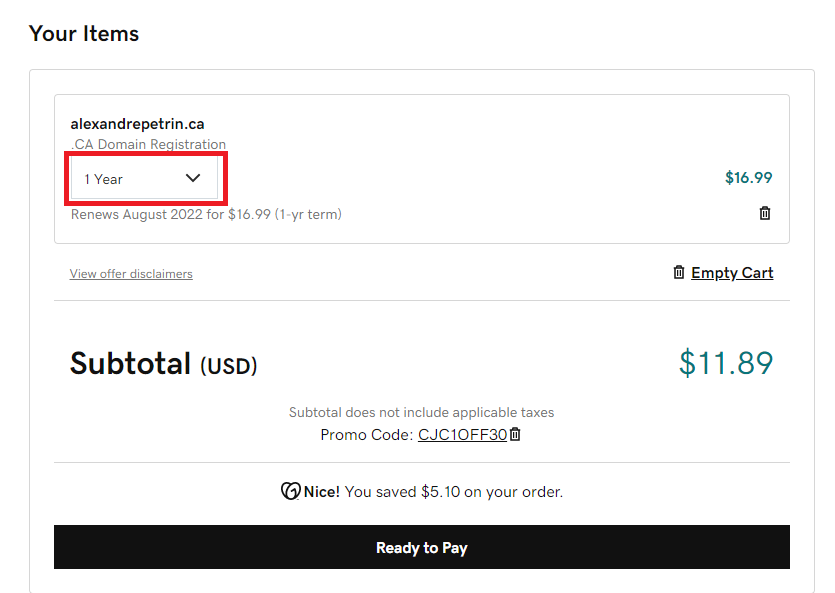 Your Items
alexandrepetrin.ca
.CA Domain Registration
1 Year
$16.99
Renews August 2022 for $16.99 (1-yr term)
View offer disclaimers
Empty Cart
Subtotal (USD)
$11.89
Subtotal does not include applicable taxes
Promo Code: CJC1OFF30
Nice! You saved $5.10 on your order.
Ready to Pay